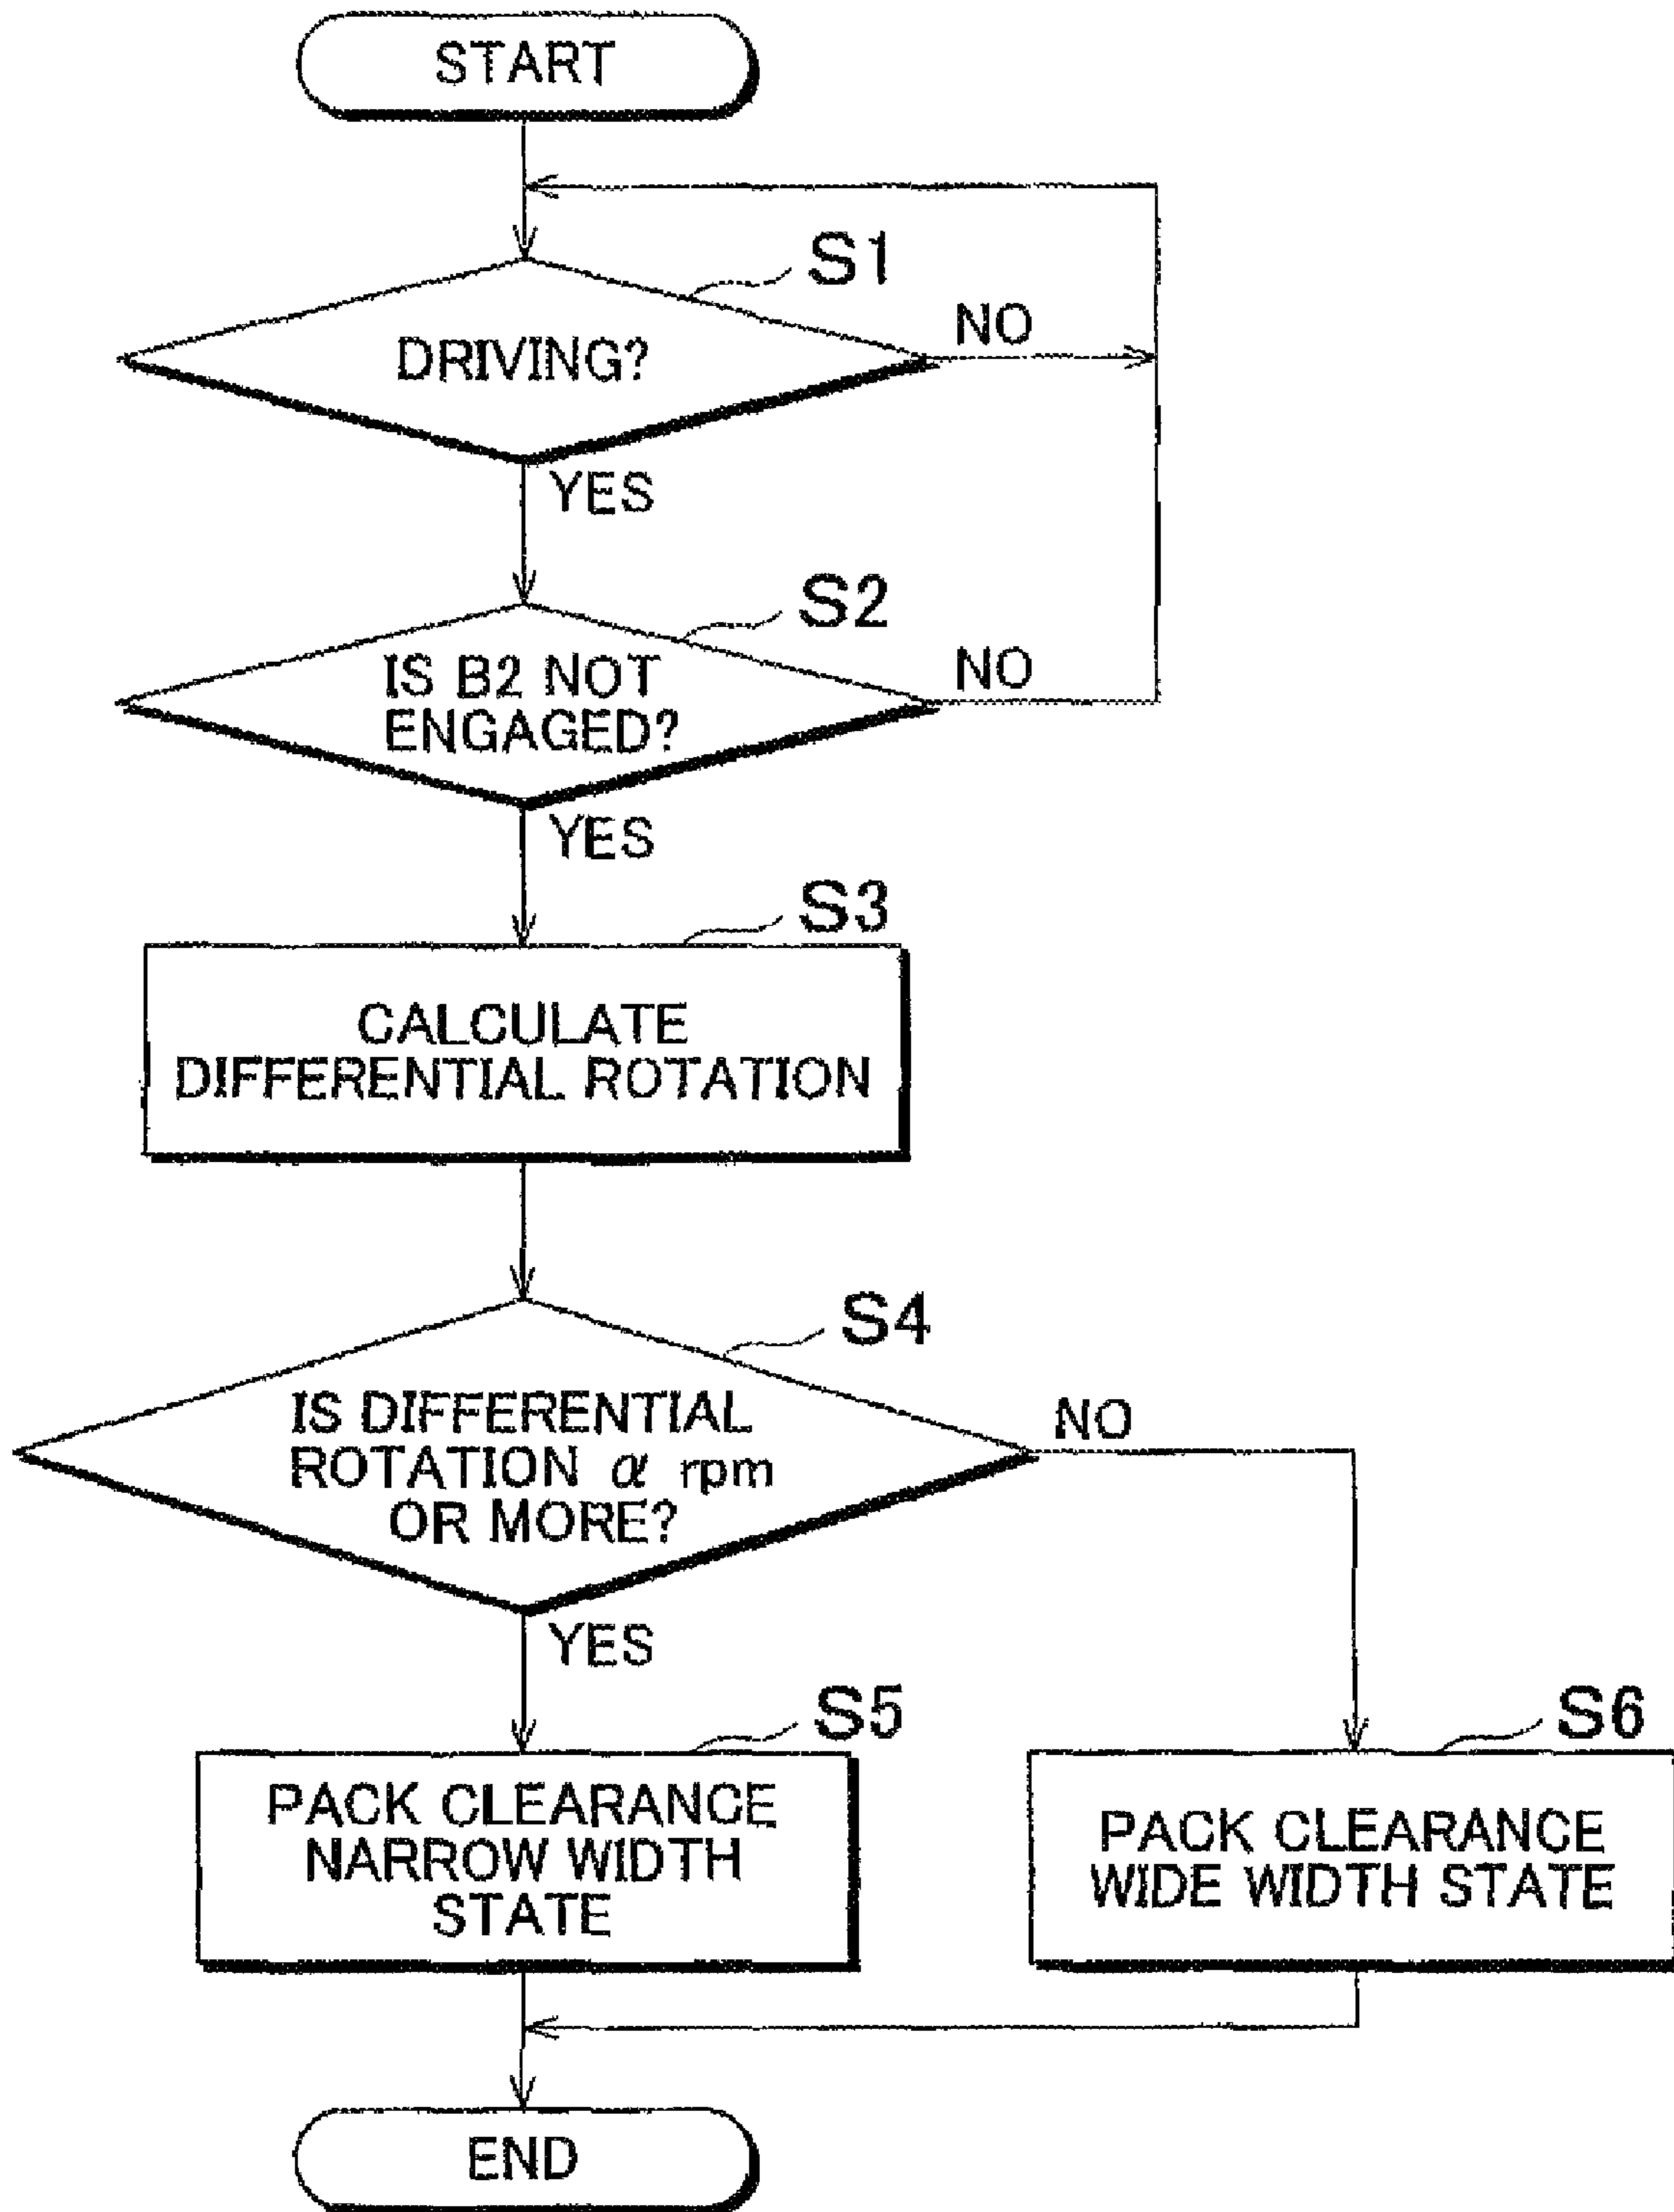 START
S1
DRIVING?
NO
YES
S2
IS B2 NOT
ENGAGED?
NO
YES
S3
CALCULATE
DIFFERENTIAL ROTATION
S4
IS DIFFERENTIAL
ROTATION α rpm
OR MORE?
NO
YES
S5
PACK CLEARANCE
NARROW WIDTH
STATE
S6
PACK CLEARANCE
WIDE WIDTH STATE
END